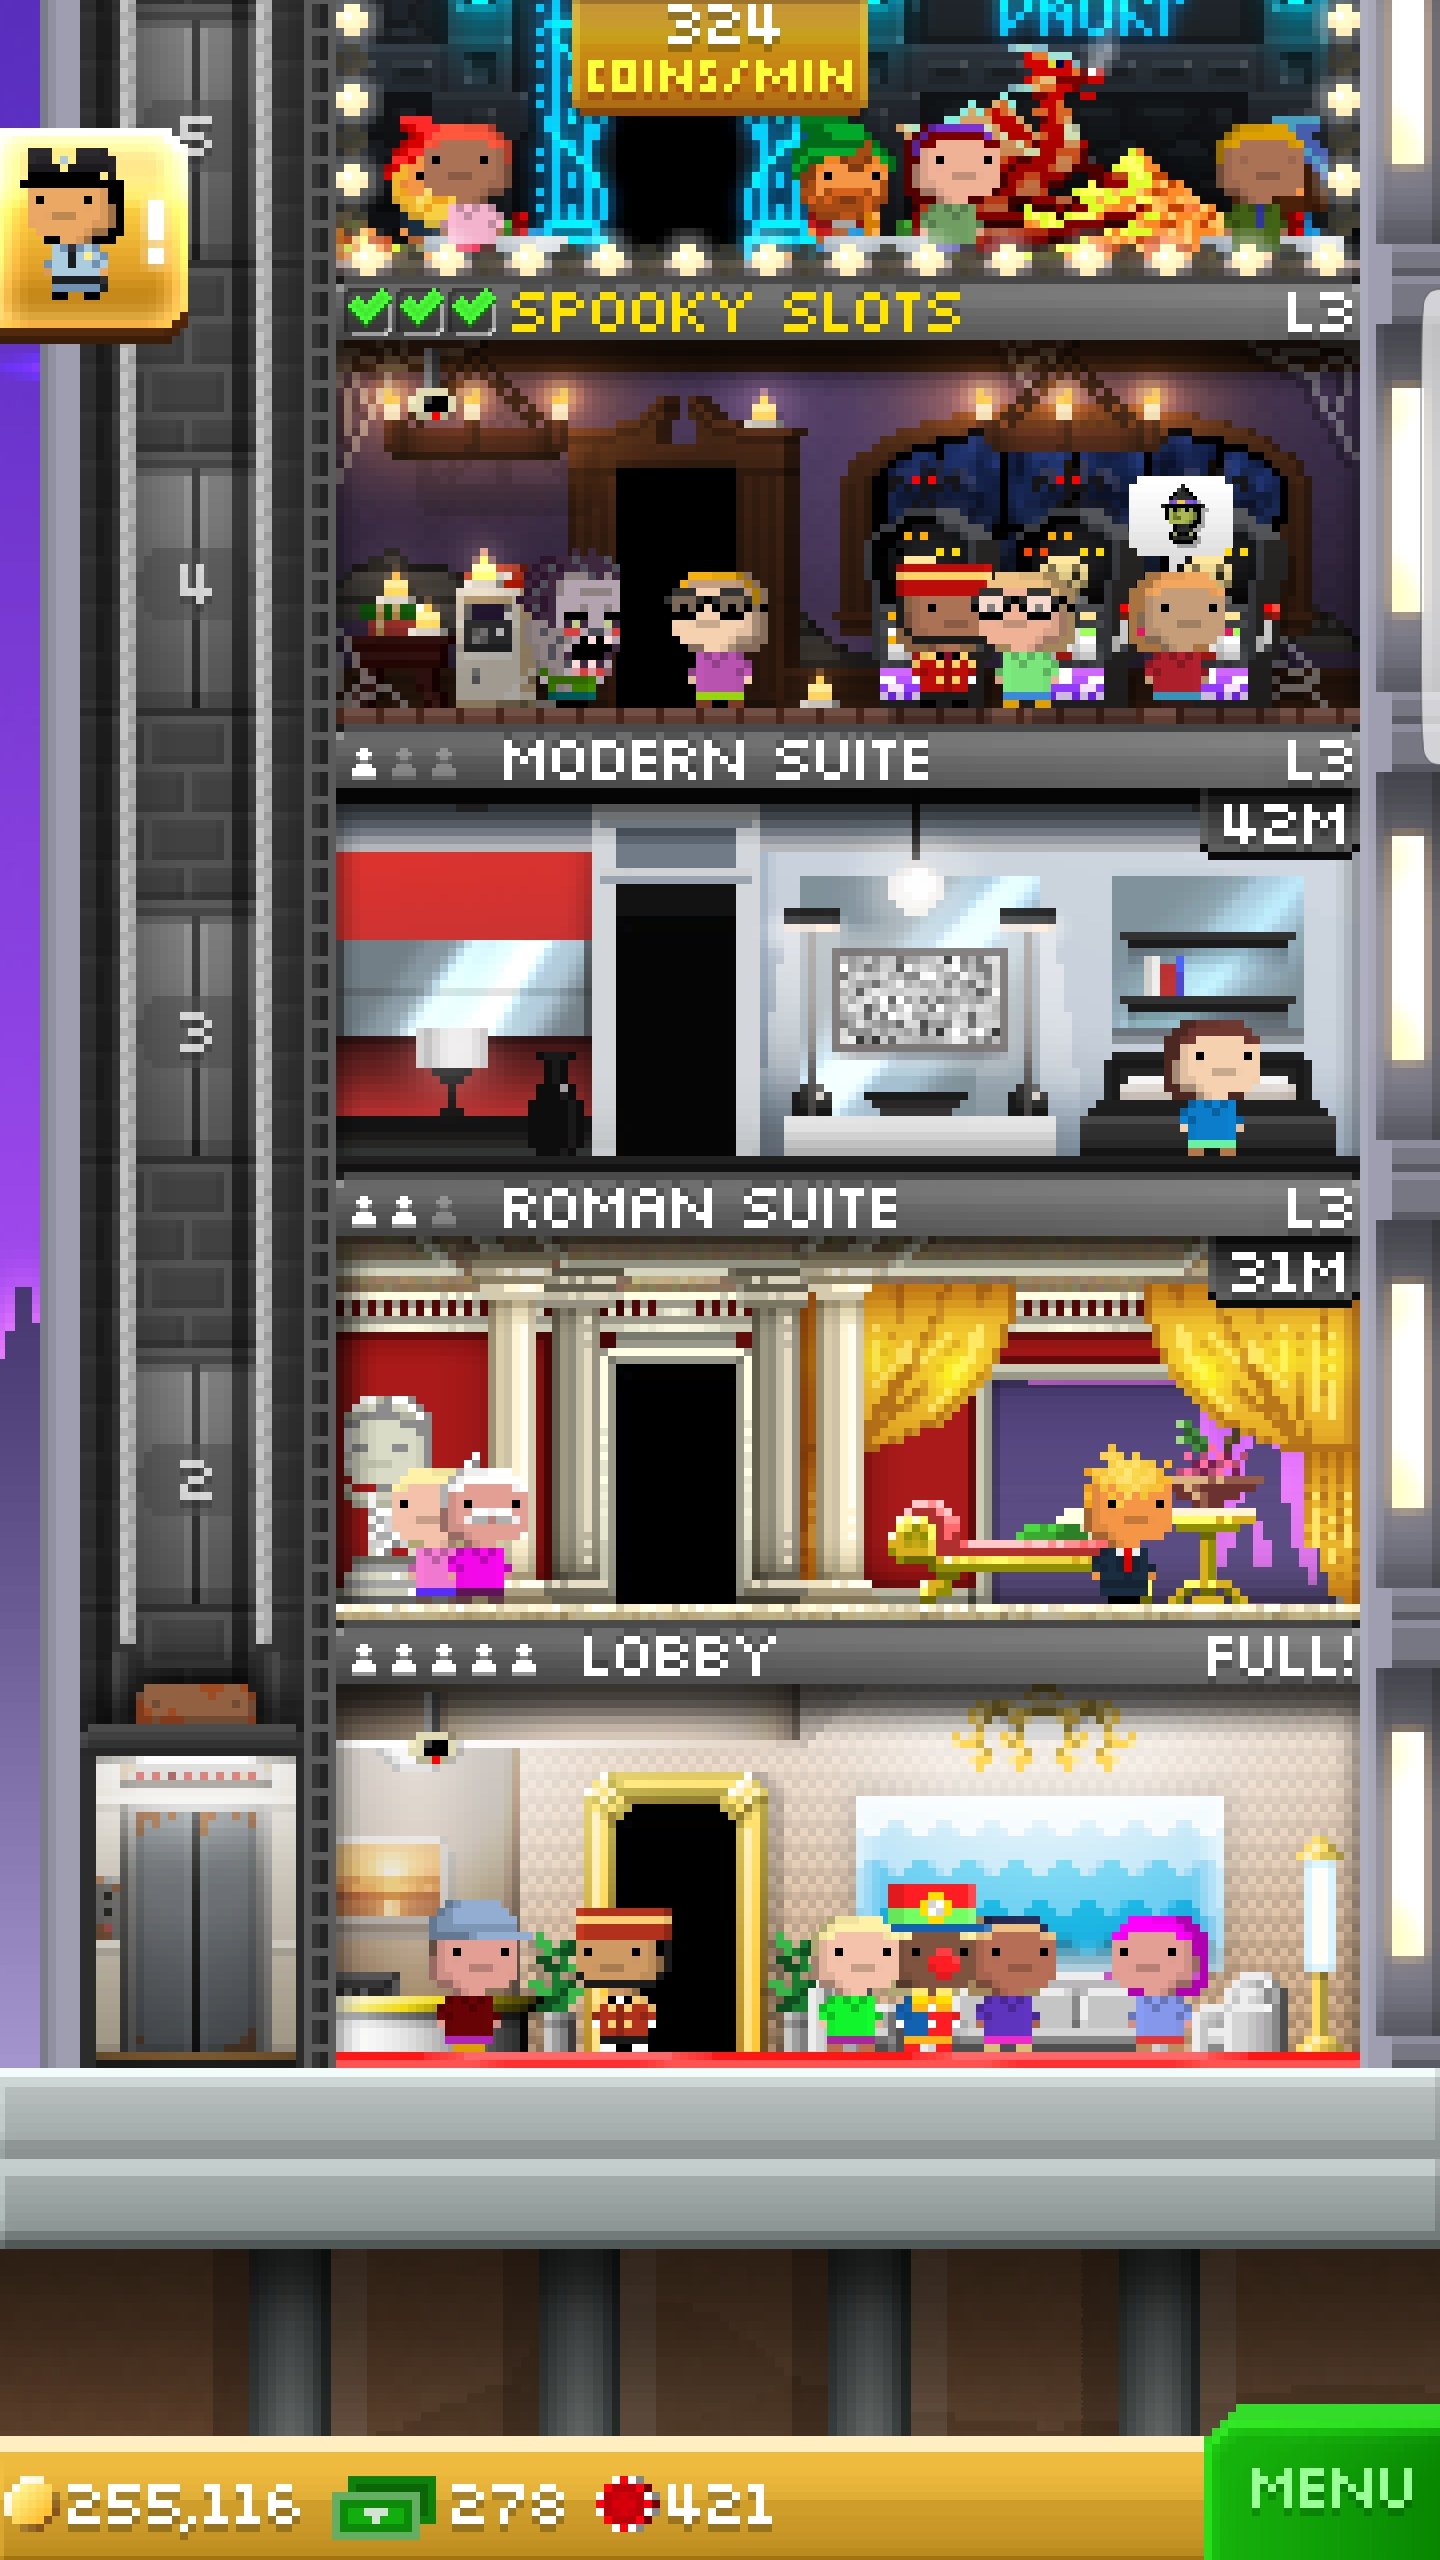 324
COINS/MIN
5
!
SPOOKY SLOTS L3
4
MODERN SUITE L3
42M
3
ROMAN SUITE L3
31M
2
LOBBY FULL!
255,116 278 421
MENU